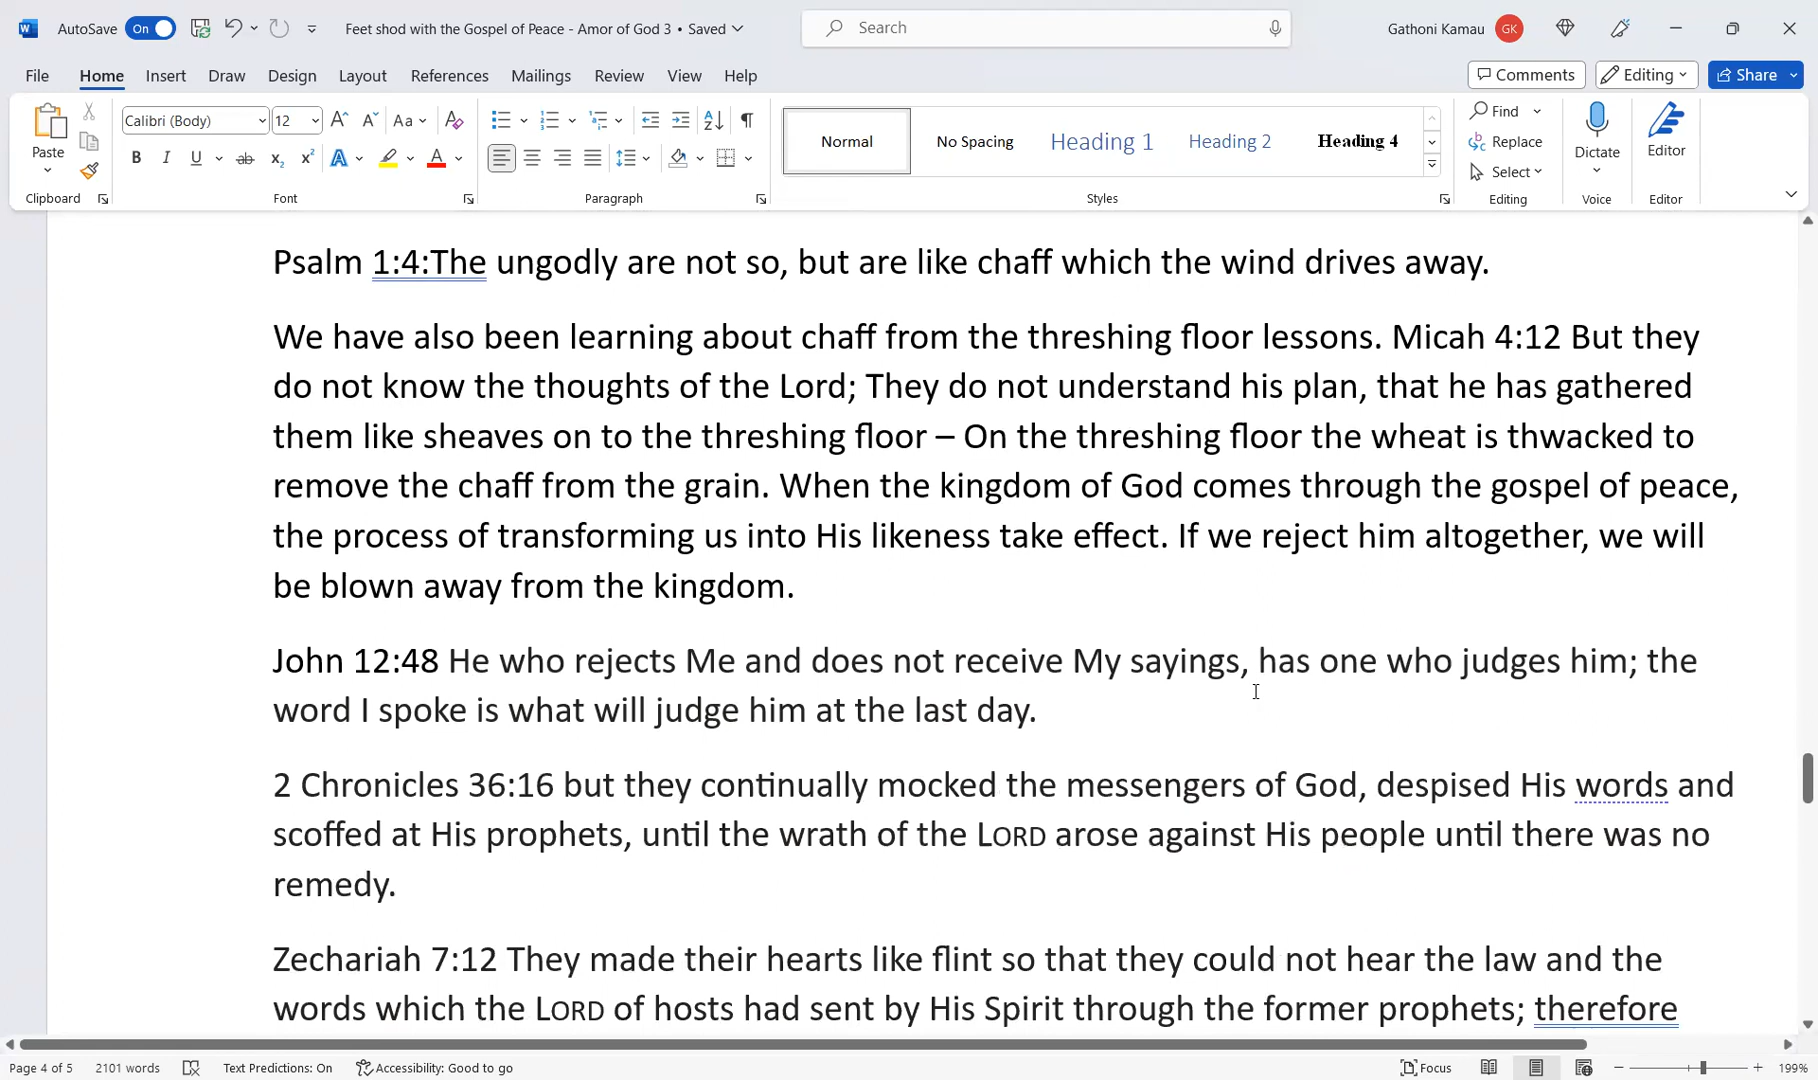 AutoSave On Feet shod with the Gospel of Peace - Amor of God 3 • Saved Search Gathoni Kamau GK
File Home Insert Draw Design Layout References Mailings Review View Help Comments Editing Share
Paste
Calibri (Body) 12 Aa
B I U ab x₂ x² A A
Normal No Spacing Heading 1 Heading 2 Heading 4
Find
Replace
Select
Dictate
Editor
Clipboard Font Paragraph Styles Editing Voice Editor
Psalm 1:4:The ungodly are not so, but are like chaff which the wind drives away.
We have also been learning about chaff from the threshing floor lessons. Micah 4:12 But they
do not know the thoughts of the Lord; They do not understand his plan, that he has gathered
them like sheaves on to the threshing floor – On the threshing floor the wheat is thwacked to
remove the chaff from the grain. When the kingdom of God comes through the gospel of peace,
the process of transforming us into His likeness take effect. If we reject him altogether, we will
be blown away from the kingdom.
John 12:48 He who rejects Me and does not receive My sayings, has one who judges him; the
word I spoke is what will judge him at the last day.
2 Chronicles 36:16 but they continually mocked the messengers of God, despised His words and
scoffed at His prophets, until the wrath of the LORD arose against His people until there was no
remedy.
Zechariah 7:12 They made their hearts like flint so that they could not hear the law and the
words which the LORD of hosts had sent by His Spirit through the former prophets; therefore
Page 4 of 5 2101 words Text Predictions: On Accessibility: Good to go Focus 199%